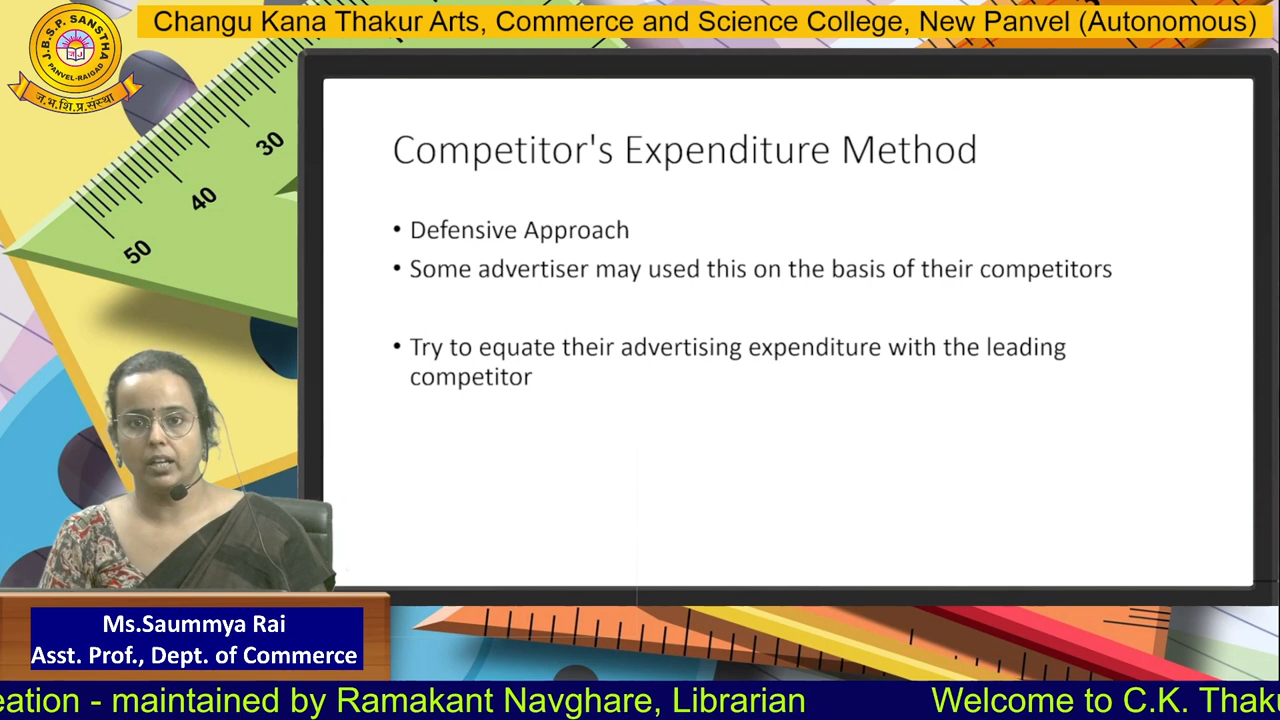 Changu Kana Thakur Arts, Commerce and Science College, New Panvel (Autonomous)
J.B.S.P. SANSTHA
PANVEL-RAIGAD
ज.भ.शि.प्र.संस्था
30
40
50
Competitor's Expenditure Method
• Defensive Approach
• Some advertiser may used this on the basis of their competitors
• Try to equate their advertising expenditure with the leading
competitor
Ms.Saummya Rai
Asst. Prof., Dept. of Commerce
eation - maintained by Ramakant Navghare, Librarian
Welcome to C.K. Thaku